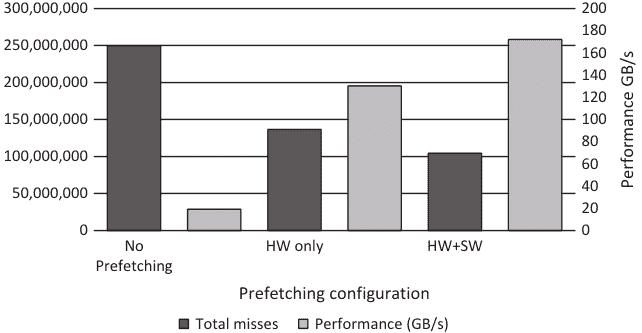 300,000,000
250,000,000
200,000,000
150,000,000
100,000,000
50,000,000
0
200
180
160
140
120
100
80
60
40
20
0
Performance GB/s
No
Prefetching
HW only
HW+SW
Prefetching configuration
Total misses
Performance (GB/s)